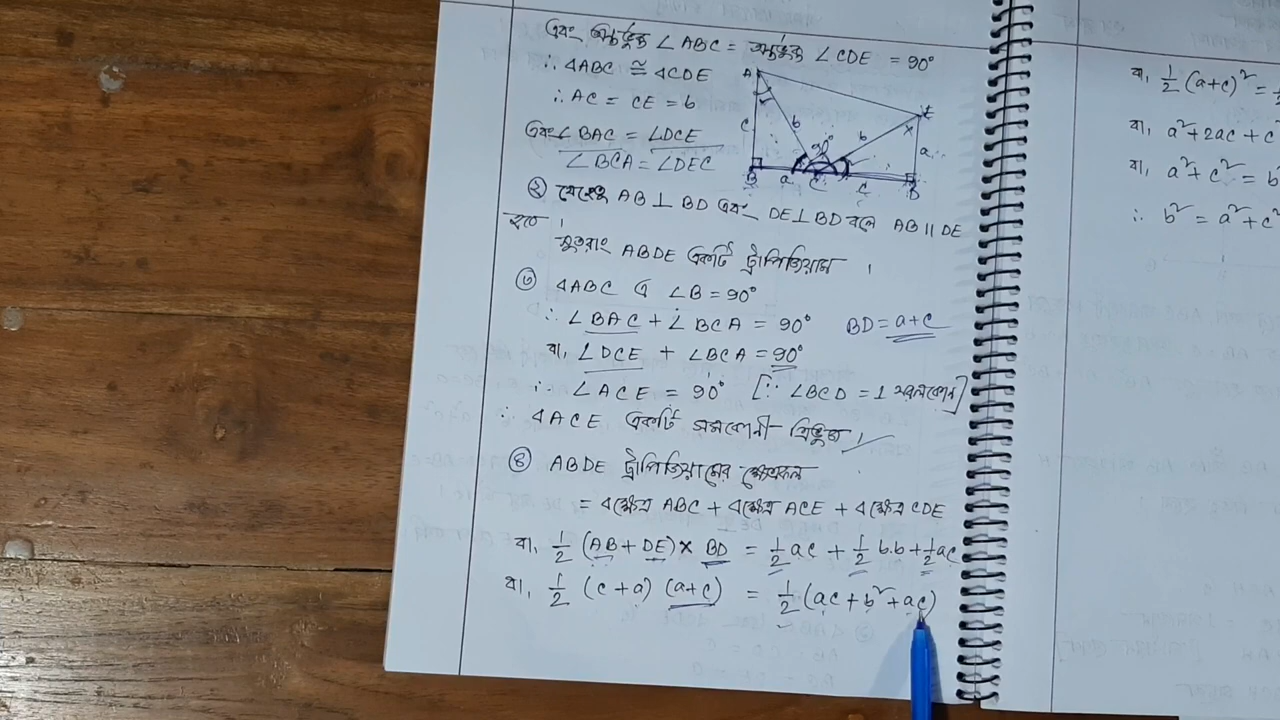 এবং অন্তর্ভুক্ত ∠ABC = অন্তর্ভুক্ত ∠CDE = 90°
∴ ⊲ABC ≅ ⊲CDE
∴ AC = CE = b
এবং ∠BAC = ∠DCE
∠BCA = ∠DEC
A
E
c
b
b
a
90°
x
B
a
C
c
D
② যেহেতু AB ⊥ BD এবং DE ⊥ BD বলে AB || DE
সুতরাং ABDE একটি ট্রাপিজিয়াম ।
③ ⊲ABC এ ∠B = 90°
∴ ∠BAC + ∠BCA = 90° BD = a+c
বা, ∠DCE + ∠BCA = 90°
∴ ∠ACE = 90° [∵ ∠BCD = 1 সরলকোণ]
∴ ⊲ACE একটি সমকোণী ত্রিভুজ ।
④ ABDE ট্রাপিজিয়ামের ক্ষেত্রফল
= ⊲ক্ষেত্র ABC + ⊲ক্ষেত্র ACE + ⊲ক্ষেত্র CDE
বা, 1/2 (AB + DE) × BD = 1/2 ac + 1/2 b.b + 1/2 ac
বা, 1/2 (c + a) (a+c) = 1/2 (ac + b² + ac)
বা, 1/2 (a+c)² =
বা, a² + 2ac + c
বা, a² + c² = b
∴ b² = a² + c